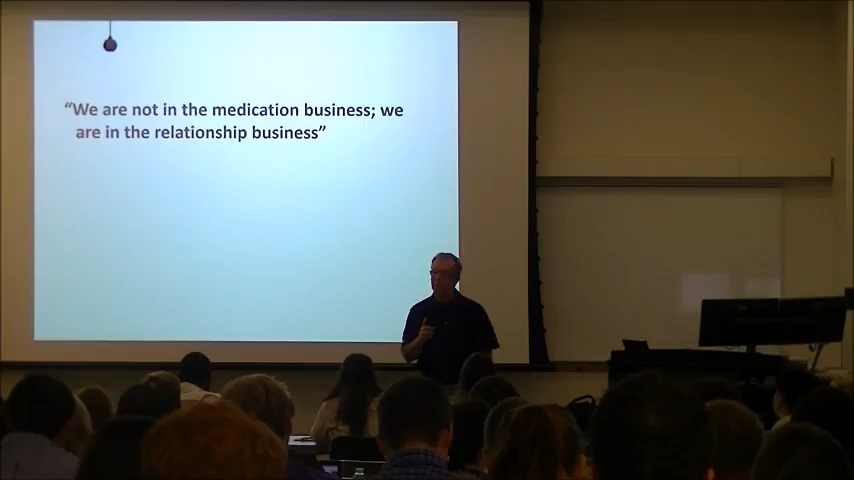 “We are not in the medication business; we
are in the relationship business”